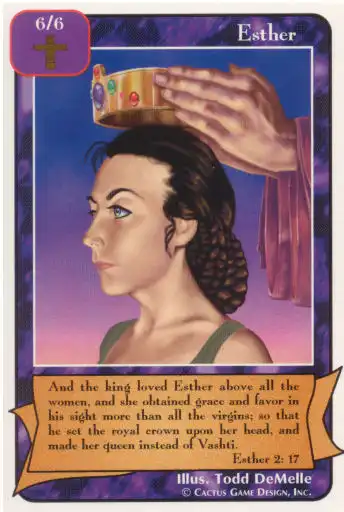 6/6
Esther
And the king loved Esther above all the
women, and she obtained grace and favor in
his sight more than all the virgins; so that
he set the royal crown upon her head, and
made her queen instead of Vashti.
Esther 2: 17
Illus. Todd DeMelle
© Cactus Game Design, Inc.